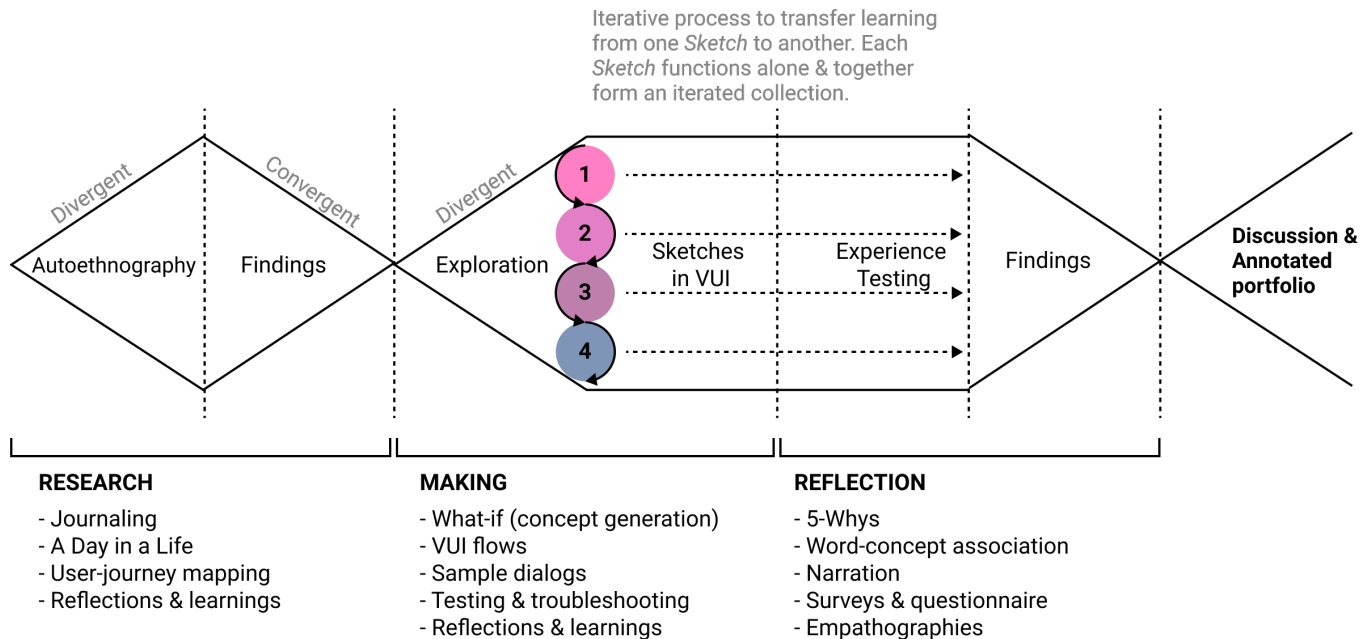 Iterative process to transfer learning
from one Sketch to another. Each
Sketch functions alone & together
form an iterated collection.
Divergent
Convergent
Divergent
Autoethnography
Findings
Exploration
1
2
3
4
Sketches
in VUI
Experience
Testing
Findings
Discussion &
Annotated
portfolio
RESEARCH
- Journaling
- A Day in a Life
- User-journey mapping
- Reflections & learnings
MAKING
- What-if (concept generation)
- VUI flows
- Sample dialogs
- Testing & troubleshooting
- Reflections & learnings
REFLECTION
- 5-Whys
- Word-concept association
- Narration
- Surveys & questionnaire
- Empathographies